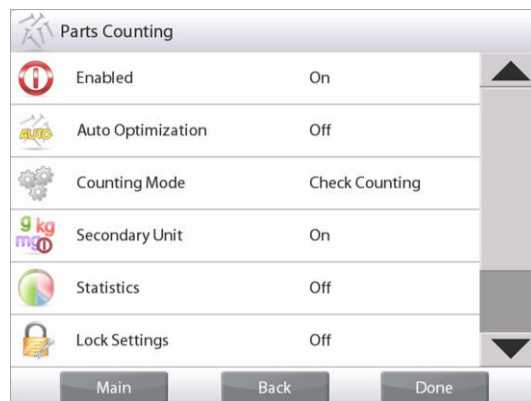 Parts Counting
Enabled On
AUTO Auto Optimization Off
Counting Mode Check Counting
g kg
mg Secondary Unit On
Statistics Off
Lock Settings Off
Main Back Done